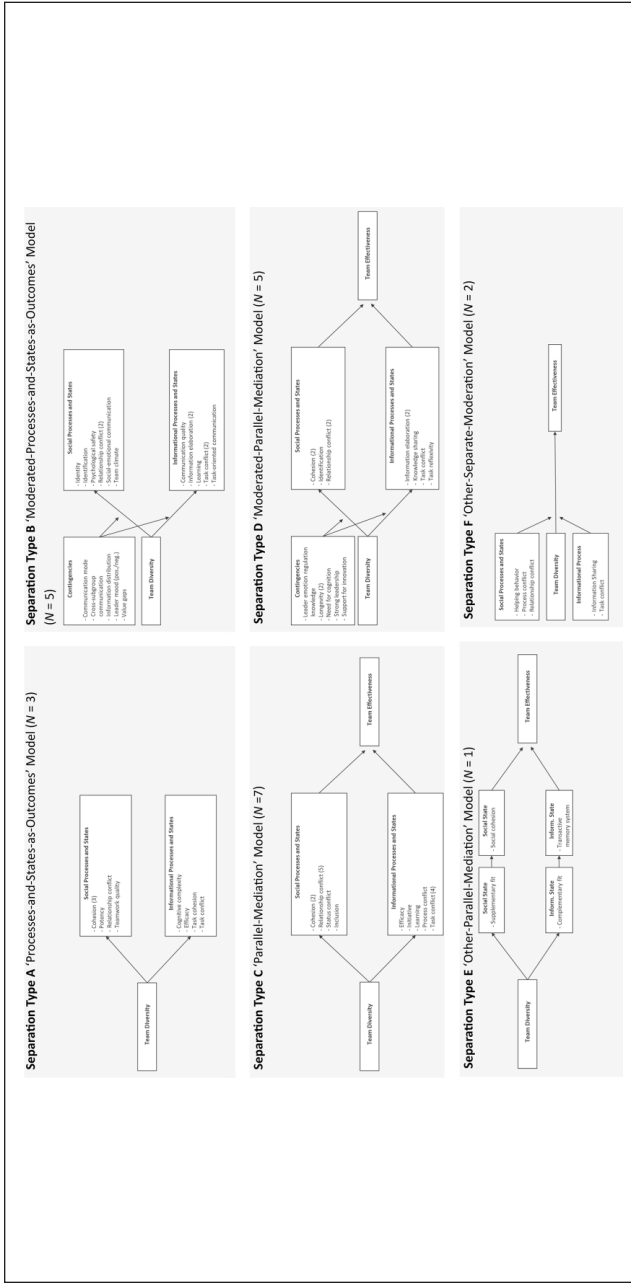 Separation Type A 'Processes-and-States-as-Outcomes' Model (N = 3)
Team Diversity
Social Processes and States
- Cohesion (3)
- Potency
- Relationship conflict
- Teamwork quality
Informational Processes and States
- Cognitive complexity
- Efficacy
- Task cohesion
- Task conflict
Separation Type B 'Moderated-Processes-and-States-as-Outcomes' Model
(N = 5)
Contingencies
- Communication mode
- Cross-subgroup
communication
- Information distribution
- Leader mood (pos./neg.)
- Value gaps
Team Diversity
Social Processes and States
- Identity
- Identification
- Psychological safety
- Relationship conflict (2)
- Social-emotional communication
- Team climate
Informational Processes and States
- Communication quality
- Information elaboration (2)
- Learning
- Task conflict (2)
- Task-oriented communication
Separation Type C 'Parallel-Mediation' Model (N =7)
Team Diversity
Social Processes and States
- Cohesion (2)
- Relationship conflict (5)
- Status conflict
- Inclusion
Informational Processes and States
- Efficacy
- Initiative
- Learning
- Process conflict
- Task conflict (4)
Team Effectiveness
Separation Type D 'Moderated-Parallel-Mediation' Model (N = 5)
Contingencies
- Leader emotion regulation
knowledge
- Longevity (2)
- Need for cognition
- Strong leadership
- Support for innovation
Team Diversity
Social Processes and States
- Cohesion (2)
- Identification
- Relationship conflict (2)
Informational Processes and States
- Information elaboration (2)
- Knowledge sharing
- Task conflict
- Task reflexivity
Team Effectiveness
Separation Type E 'Other-Parallel-Mediation' Model (N = 1)
Team Diversity
Social State
- Supplementary fit
Social State
- Social cohesion
Inform. State
- Complementary fit
Inform. State
- Transactive
memory system
Team Effectiveness
Separation Type F 'Other-Separate-Moderation' Model (N = 2)
Social Processes and States
- Helping behavior
- Process conflict
- Relationship conflict
Team Diversity
Informational Process
- Information Sharing
- Task conflict
Team Effectiveness